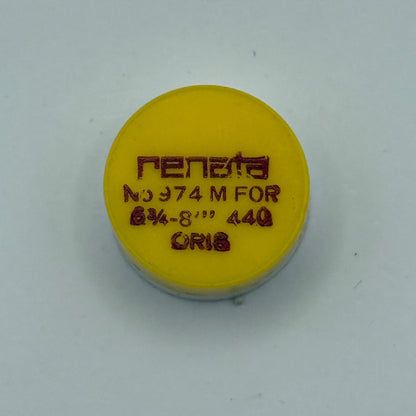 renata
No 974 M FOR
6¾-8''' 440
ORIS